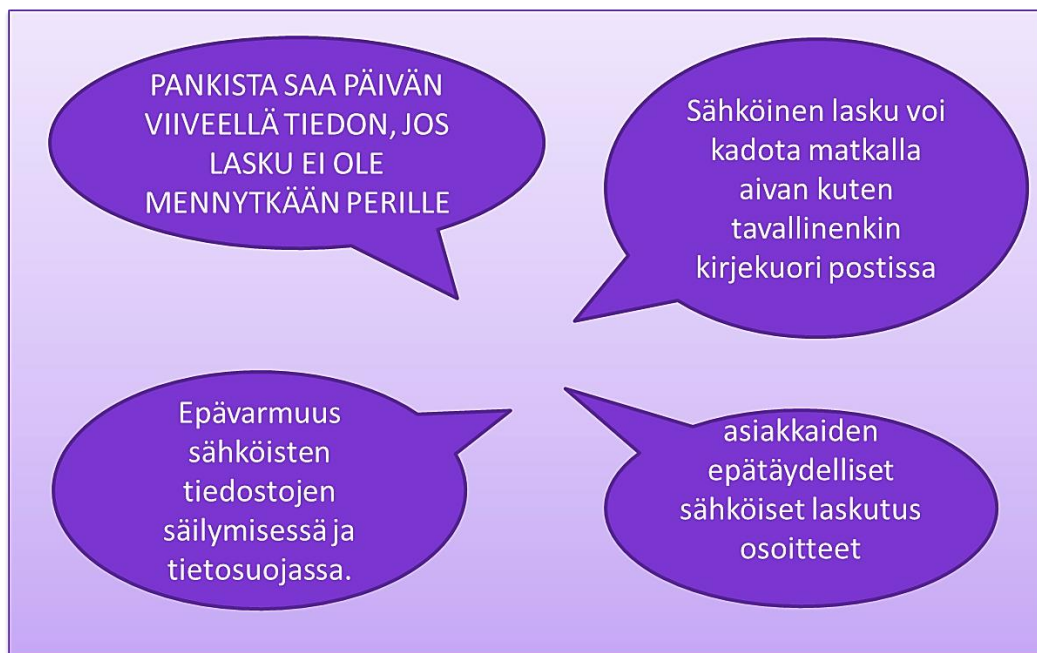 PANKISTA SAA PÄIVÄN
VIIVEELLÄ TIEDON, JOS
LASKU EI OLE
MENNYTKÄÄN PERILLE
Sähköinen lasku voi
kadota matkalla
aivan kuten
tavallinenkin
kirjekuori postissa
Epävarmuus
sähköisten
tiedostojen
säilymisessä ja
tietosuojassa.
asiakkaiden
epätäydelliset
sähköiset laskutus
osoitteet